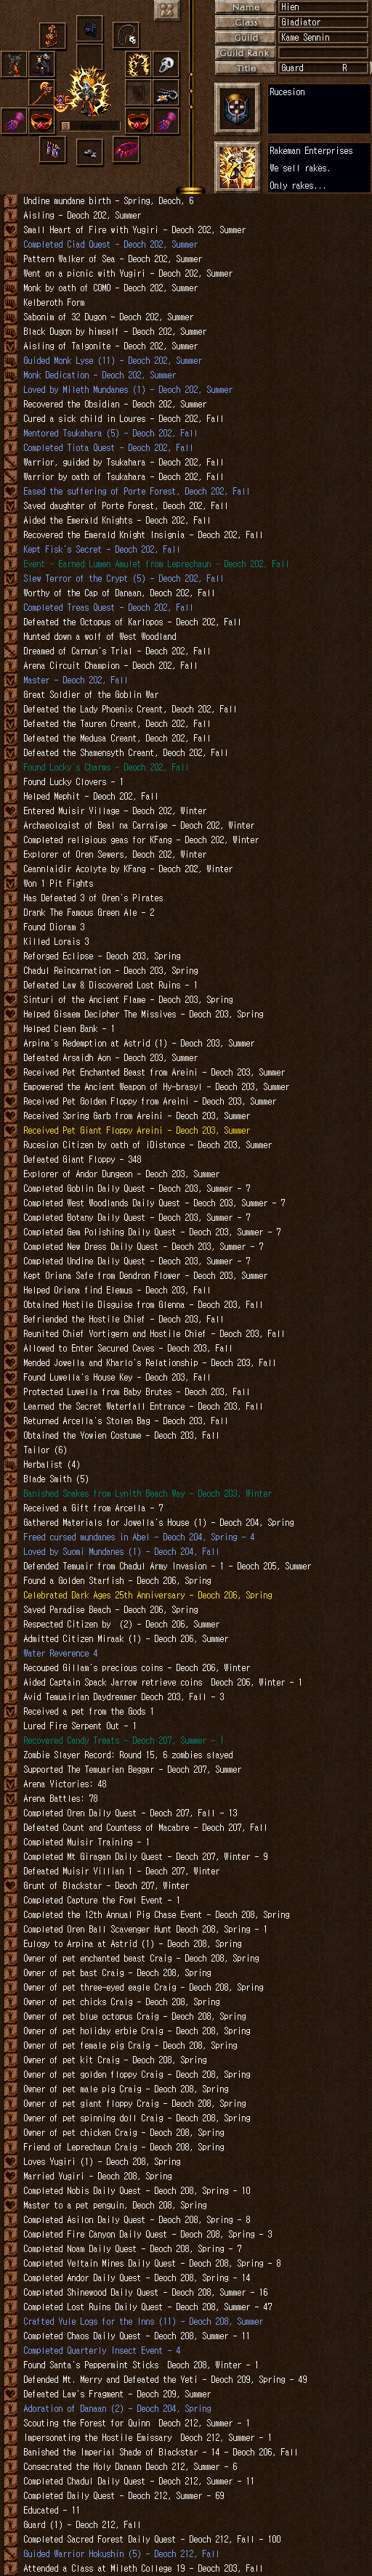 Name Hien
Class Gladiator
Guild Kame Sennin
Guild Rank
Title Guard R
Rucesion
Rakeman Enterprises
We sell rakes.
Only rakes...
Undine mundane birth - Spring, Deoch, 6
Aisling - Deoch 202, Summer
Small Heart of Fire with Yugiri - Deoch 202, Summer
Completed Ciad Quest - Deoch 202, Summer
Pattern Walker of Sea - Deoch 202, Summer
Went on a picnic with Yugiri - Deoch 202, Summer
Monk by oath of COMO - Deoch 202, Summer
Kelberoth Form
Sabonim of 32 Dugon - Deoch 202, Summer
Black Dugon by himself - Deoch 202, Summer
Aisling of Talgonite - Deoch 202, Summer
Guided Monk Lyse (11) - Deoch 202, Summer
Monk Dedication - Deoch 202, Summer
Loved by Mileth Mundanes (1) - Deoch 202, Summer
Recovered the Obsidian - Deoch 202, Summer
Cured a sick child in Loures - Deoch 202, Fall
Mentored Tsukahara (5) - Deoch 202, Fall
Completed Tiota Quest - Deoch 202, Fall
Warrior, guided by Tsukahara - Deoch 202, Fall
Warrior by oath of Tsukahara - Deoch 202, Fall
Eased the suffering of Porte Forest, Deoch 202, Fall
Saved daughter of Porte Forest, Deoch 202, Fall
Aided the Emerald Knights - Deoch 202, Fall
Recovered the Emerald Knight Insignia - Deoch 202, Fall
Kept Fisk's Secret - Deoch 202, Fall
Event - Earned Lumen Amulet from Leprechaun - Deoch 202, Fall
Slew Terror of the Crypt (5) - Deoch 202, Fall
Worthy of the Cap of Danaan, Deoch 202, Fall
Completed Treas Quest - Deoch 202, Fall
Defeated the Octopus of Karlopos - Deoch 202, Fall
Hunted down a wolf of West Woodland
Dreamed of Carnun's Trial - Deoch 202, Fall
Arena Circuit Champion - Deoch 202, Fall
Master - Deoch 202, Fall
Great Soldier of the Goblin War
Defeated the Lady Phoenix Creant, Deoch 202, Fall
Defeated the Tauren Creant, Deoch 202, Fall
Defeated the Medusa Creant, Deoch 202, Fall
Defeated the Shamensyth Creant, Deoch 202, Fall
Found Locky's Charms - Deoch 202, Fall
Found Lucky Clovers - 1
Helped Mephit - Deoch 202, Fall
Entered Muisir Village - Deoch 202, Winter
Archaeologist of Beal na Carraige - Deoch 202, Winter
Completed religious geas for KFang - Deoch 202, Winter
Explorer of Oren Sewers, Deoch 202, Winter
Ceannlaidir Acolyte by KFang - Deoch 202, Winter
Won 1 Pit Fights
Has Defeated 3 of Oren's Pirates
Drank The Famous Green Ale - 2
Found Dioram 3
Killed Lorais 3
Reforged Eclipse - Deoch 203, Spring
Chadul Reincarnation - Deoch 203, Spring
Defeated Law & Discovered Lost Ruins - 1
Sinturi of the Ancient Flame - Deoch 203, Spring
Helped Gisaem Decipher The Missives - Deoch 203, Spring
Helped Clean Bank - 1
Arpina's Redemption at Astrid (1) - Deoch 203, Summer
Defeated Arsaidh Aon - Deoch 203, Summer
Received Pet Enchanted Beast from Areini - Deoch 203, Summer
Empowered the Ancient Weapon of Hy-brasyl - Deoch 203, Summer
Received Pet Golden Floppy from Areini - Deoch 203, Summer
Received Spring Garb from Areini - Deoch 203, Summer
Received Pet Giant Floppy Areini - Deoch 203, Summer
Rucesion Citizen by oath of iDistance - Deoch 203, Summer
Defeated Giant Floppy - 348
Explorer of Andor Dungeon - Deoch 203, Summer
Completed Goblin Daily Quest - Deoch 203, Summer - 7
Completed West Woodlands Daily Quest - Deoch 203, Summer - 7
Completed Botany Daily Quest - Deoch 203, Summer - 7
Completed Gem Polishing Daily Quest - Deoch 203, Summer - 7
Completed New Dress Daily Quest - Deoch 203, Summer - 7
Completed Undine Daily Quest - Deoch 203, Summer - 7
Kept Oriana Safe from Dendron Flower - Deoch 203, Summer
Helped Oriana find Elemus - Deoch 203, Fall
Obtained Hostile Disguise from Glenna - Deoch 203, Fall
Befriended the Hostile Chief - Deoch 203, Fall
Reunited Chief Vortigern and Hostile Chief - Deoch 203, Fall
Allowed to Enter Secured Caves - Deoch 203, Fall
Mended Jowella and Kharlo's Relationship - Deoch 203, Fall
Found Luwella's House Key - Deoch 203, Fall
Protected Luwella from Baby Brutes - Deoch 203, Fall
Learned the Secret Waterfall Entrance - Deoch 203, Fall
Returned Arcella's Stolen Bag - Deoch 203, Fall
Obtained the Yowien Costume - Deoch 203, Fall
Tailor (6)
Herbalist (4)
Blade Smith (5)
Banished Snakes from Lynith Beach Way - Deoch 203, Winter
Received a Gift from Arcella - 7
Gathered Materials for Jowella's House (1) - Deoch 204, Spring
Freed cursed mundanes in Abel - Deoch 204, Spring - 4
Loved by Suomi Mundanes (1) - Deoch 204, Fall
Defended Temuair from Chadul Army Invasion - 1 - Deoch 205, Summer
Found a Golden Starfish - Deoch 206, Spring
Celebrated Dark Ages 25th Anniversary - Deoch 206, Spring
Saved Paradise Beach - Deoch 206, Spring
Respected Citizen by (2) - Deoch 206, Summer
Admitted Citizen Miraak (1) - Deoch 206, Summer
Water Reverence 4
Recouped Gillam's precious coins - Deoch 206, Winter
Aided Captain Spack Jarrow retrieve coins Deoch 206, Winter - 1
Avid Temuairian Daydreamer Deoch 203, Fall - 3
Received a pet from the Gods 1
Lured Fire Serpent Out - 1
Recovered Candy Treats - Deoch 207, Summer - 1
Zombie Slayer Record: Round 15, 6 zombies slayed
Supported The Temuarian Beggar - Deoch 207, Summer
Arena Victories: 48
Arena Battles: 78
Completed Oren Daily Quest - Deoch 207, Fall - 13
Defeated Count and Countess of Macabre - Deoch 207, Fall
Completed Muisir Training - 1
Completed Mt Giragan Daily Quest - Deoch 207, Winter - 9
Defeated Muisir Villian 1 - Deoch 207, Winter
Grunt of Blackstar - Deoch 207, Winter
Completed Capture the Fowl Event - 1
Completed the 12th Annual Pig Chase Event - Deoch 208, Spring
Completed Oren Ball Scavenger Hunt Deoch 208, Spring - 1
Eulogy to Arpina at Astrid (1) - Deoch 208, Spring
Owner of pet enchanted beast Craig - Deoch 208, Spring
Owner of pet bast Craig - Deoch 208, Spring
Owner of pet three-eyed eagle Craig - Deoch 208, Spring
Owner of pet chicks Craig - Deoch 208, Spring
Owner of pet blue octopus Craig - Deoch 208, Spring
Owner of pet holiday erbie Craig - Deoch 208, Spring
Owner of pet female pig Craig - Deoch 208, Spring
Owner of pet kit Craig - Deoch 208, Spring
Owner of pet golden floppy Craig - Deoch 208, Spring
Owner of pet male pig Craig - Deoch 208, Spring
Owner of pet giant floppy Craig - Deoch 208, Spring
Owner of pet spinning doll Craig - Deoch 208, Spring
Owner of pet chicken Craig - Deoch 208, Spring
Friend of Leprechaun Craig - Deoch 208, Spring
Loves Yugiri (1) - Deoch 208, Spring
Married Yugiri - Deoch 208, Spring
Completed Nobis Daily Quest - Deoch 208, Spring - 10
Master to a pet penguin, Deoch 208, Spring
Completed Asilon Daily Quest - Deoch 208, Spring - 8
Completed Fire Canyon Daily Quest - Deoch 208, Spring - 3
Completed Noam Daily Quest - Deoch 208, Spring - 7
Completed Veltain Mines Daily Quest - Deoch 208, Spring - 8
Completed Andor Daily Quest - Deoch 208, Spring - 14
Completed Shinewood Daily Quest - Deoch 208, Summer - 16
Completed Lost Ruins Daily Quest - Deoch 208, Summer - 47
Crafted Yule Logs for the Inns (11) - Deoch 208, Summer
Completed Chaos Daily Quest - Deoch 208, Summer - 11
Completed Quarterly Insect Event - 4
Found Santa's Peppermint Sticks Deoch 208, Winter - 1
Defended Mt. Merry and Defeated the Yeti - Deoch 209, Spring - 49
Defeated Law's Fragment - Deoch 209, Summer
Adoration of Danaan (2) - Deoch 204, Spring
Scouting the Forest for Quinn Deoch 212, Summer - 1
Impersonating the Hostile Emissary Deoch 212, Summer - 1
Banished the Imperial Shade of Blackstar - 14 - Deoch 206, Fall
Consecrated the Holy Danaan Deoch 212, Summer - 6
Completed Chadul Daily Quest - Deoch 212, Summer - 11
Completed Daily Quest - Deoch 212, Summer - 69
Educated - 11
Guard (1) - Deoch 212, Fall
Completed Sacred Forest Daily Quest - Deoch 212, Fall - 100
Guided Warrior Hokushin (5) - Deoch 212, Fall
Attended a Class at Mileth College 19 - Deoch 203, Fall